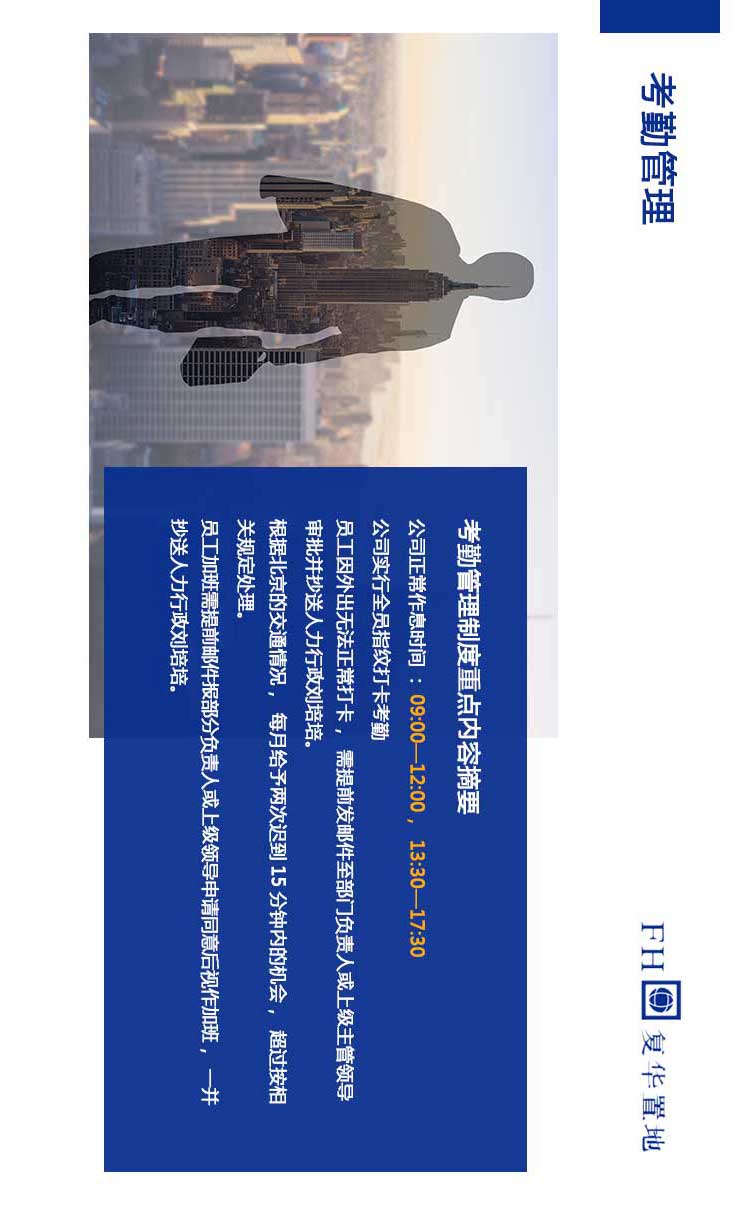 考勤管理
FH 复华置地
考勤管理制度重点内容摘要
公司正常作息时间：09:00—12:00，13:30—17:30
公司实行全员指纹打卡考勤
员工因外出无法正常打卡，需提前发邮件至部门负责人或上级主管领导
审批并抄送人力行政刘培培。
根据北京的交通情况，每月给予两次迟到 15 分钟内的机会，超过按相
关规定处理。
员工加班需提前邮件报部分负责人或上级领导申请同意后视作加班，一并
抄送人力行政刘培培。